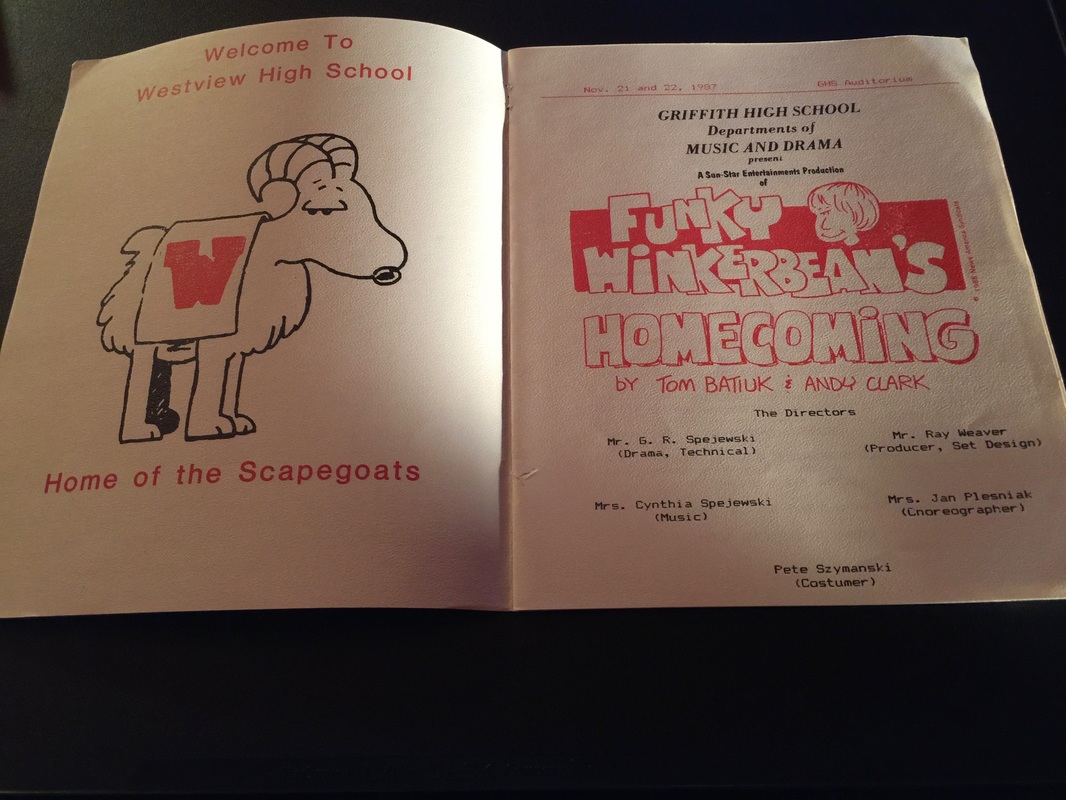 Welcome To
Westview High School
W
Home of the Scapegoats
Nov. 21 and 22, 1987 GHS Auditorium
GRIFFITH HIGH SCHOOL
Departments of
MUSIC AND DRAMA
present
A Sun-Star Entertainments Production
of
FUNKY
WINKERBEAN'S
HOMECOMING
by TOM BATIUK & ANDY CLARK
The Directors
Mr. G. R. Spejewski Mr. Ray Weaver
(Drama, Technical) (Producer, Set Design)
Mrs. Cynthia Spejewski Mrs. Jan Plesniak
(Music) (Choreographer)
Pete Szymanski
(Costumer)